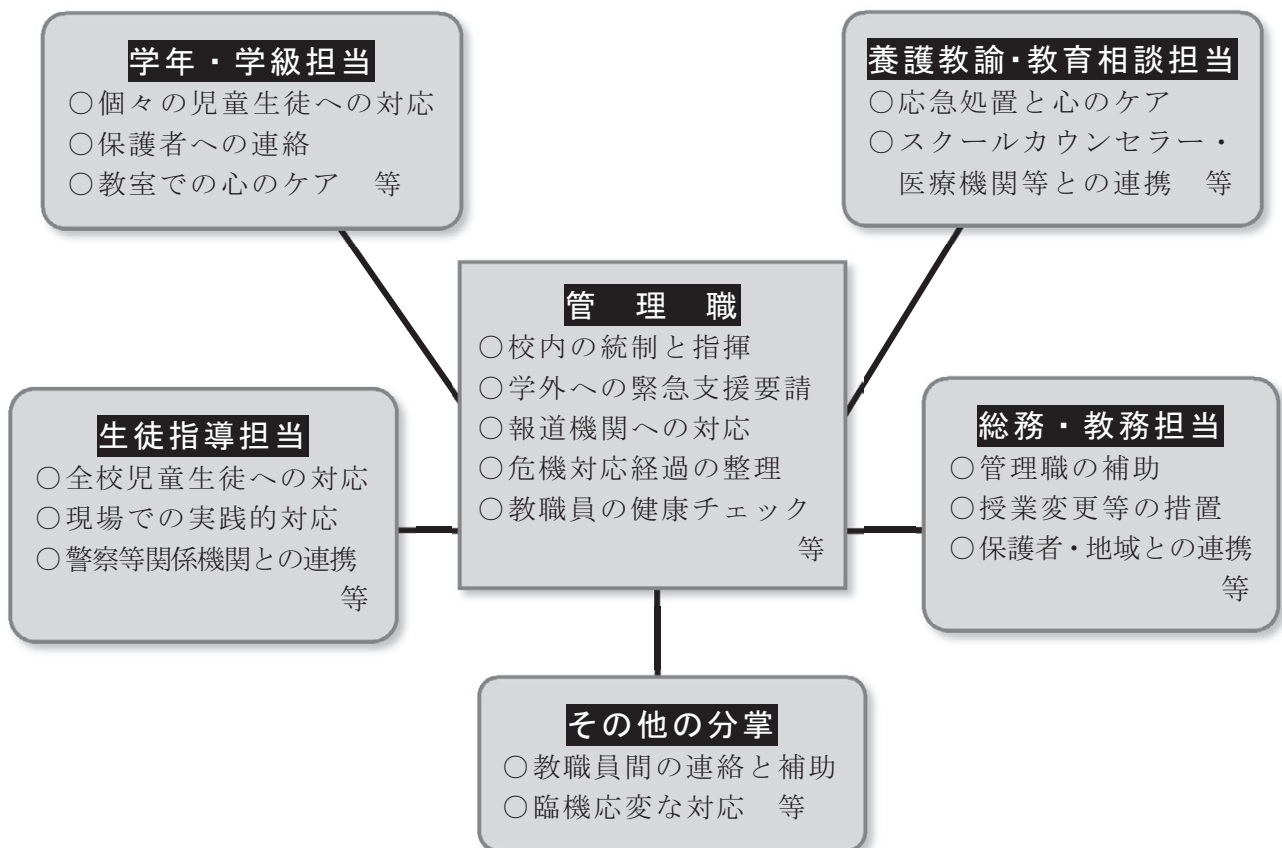 学年・学級担当
○個々の児童生徒への対応
○保護者への連絡
○教室での心のケア　等
養護教諭・教育相談担当
○応急処置と心のケア
○スクールカウンセラー・
医療機関等との連携　等
管　理　職
○校内の統制と指揮
○学外への緊急支援要請
○報道機関への対応
○危機対応経過の整理
○教職員の健康チェック
等
生徒指導担当
○全校児童生徒への対応
○現場での実践的対応
○警察等関係機関との連携
等
総務・教務担当
○管理職の補助
○授業変更等の措置
○保護者・地域との連携
等
その他の分掌
○教職員間の連絡と補助
○臨機応変な対応　等